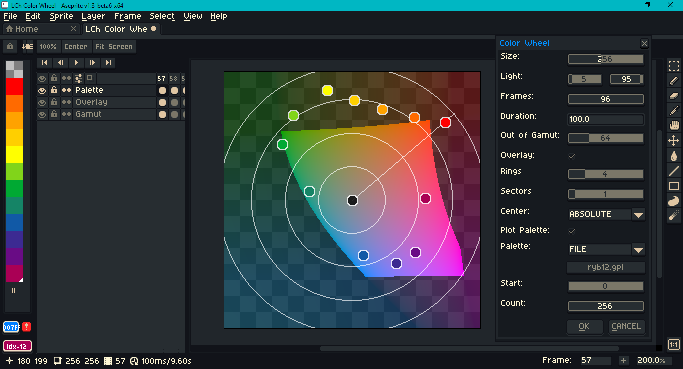 LCh Color Wheel - Aseprite v1.3-beta6 x64
File Edit Sprite Layer Frame Select View Help
Home
LCh Color Whe
100% Center Fit Screen
57 58
Palette
Overlay
Gamut
Color Wheel
Size: 256
Light: 5 95
Frames: 96
Duration: 100.0
Out of Gamut: 64
Overlay:
Rings 4
Sectors 1
Center: ABSOLUTE
Plot Palette:
Palette: FILE
ryb12.gpl
Start: 0
Count: 256
OK CANCEL
Idx-12
180 199 256 256 57 100ms/9.60s
Frame: 57 + 200.0%
1:1